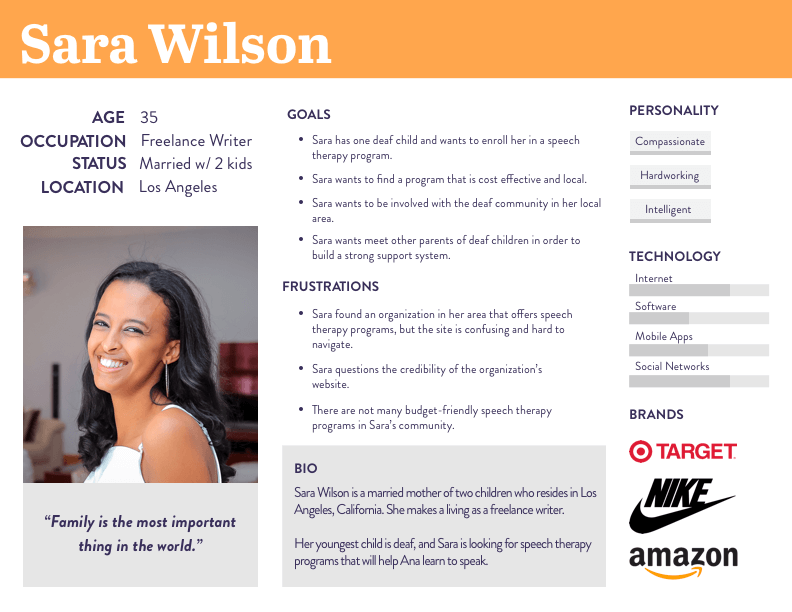 Sara Wilson
AGE 35
OCCUPATION Freelance Writer
STATUS Married w/ 2 kids
LOCATION Los Angeles
“Family is the most important
thing in the world.”
GOALS
• Sara has one deaf child and wants to enroll her in a speech
therapy program.
• Sara wants to find a program that is cost effective and local.
• Sara wants to be involved with the deaf community in her local
area.
• Sara wants meet other parents of deaf children in order to
build a strong support system.
FRUSTRATIONS
• Sara found an organization in her area that offers speech
therapy programs, but the site is confusing and hard to
navigate.
• Sara questions the credibility of the organization’s
website.
• There are not many budget-friendly speech therapy
programs in Sara’s community.
BIO
Sara Wilson is a married mother of two children who resides in Los
Angeles, California. She makes a living as a freelance writer.
Her youngest child is deaf, and Sara is looking for speech therapy
programs that will help Ana learn to speak.
PERSONALITY
Compassionate
Hardworking
Intelligent
TECHNOLOGY
Internet
Software
Mobile Apps
Social Networks
BRANDS
TARGET
NIKE
amazon